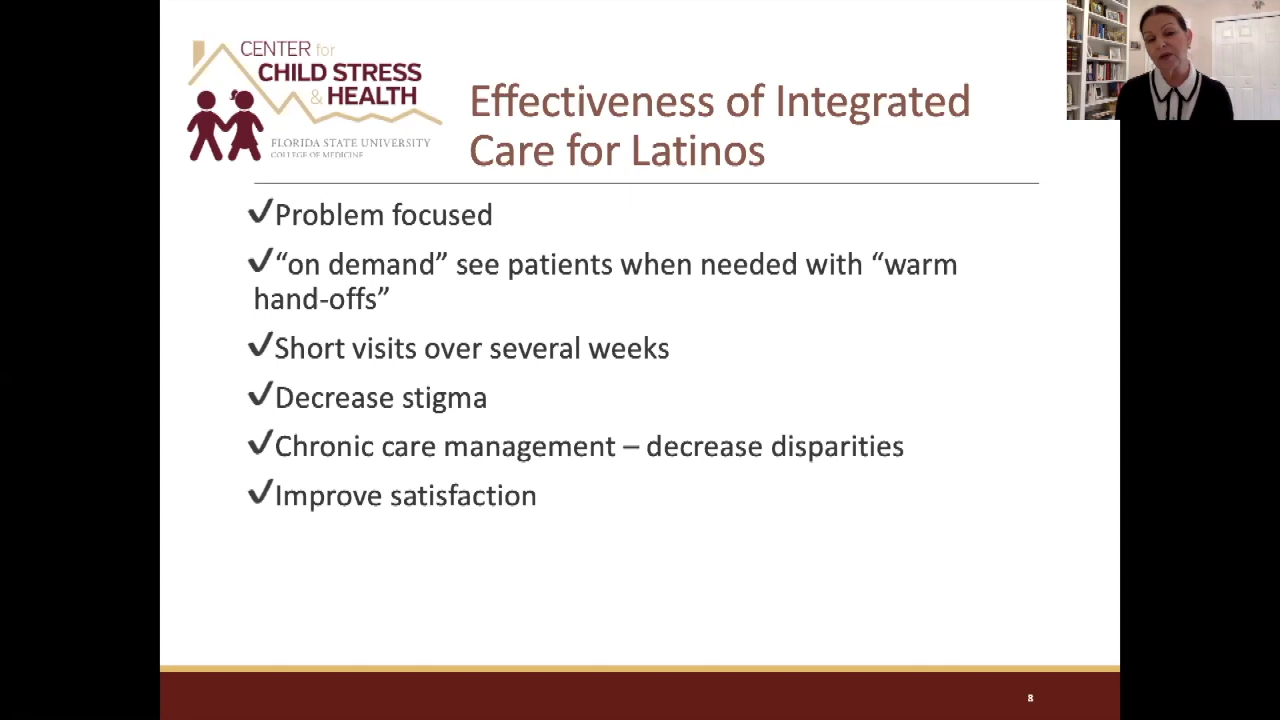 CENTER for
CHILD STRESS
& HEALTH
FLORIDA STATE UNIVERSITY
COLLEGE OF MEDICINE
Effectiveness of Integrated
Care for Latinos
✓Problem focused
✓“on demand” see patients when needed with “warm
hand-offs”
✓Short visits over several weeks
✓Decrease stigma
✓Chronic care management – decrease disparities
✓Improve satisfaction
8